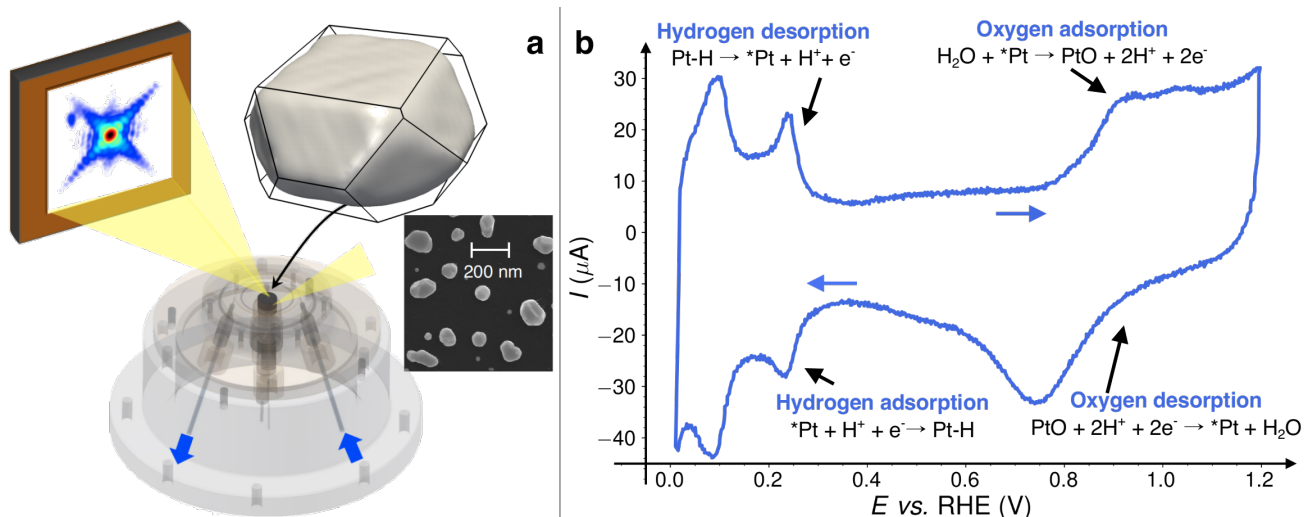 a
200 nm
b
Hydrogen desorption
Pt-H → *Pt + H⁺+ e⁻
Oxygen adsorption
H₂O + *Pt → PtO + 2H⁺ + 2e⁻
30
20
10
0
−10
−20
−30
−40
I (μA)
Hydrogen adsorption
*Pt + H⁺ + e⁻→ Pt-H
Oxygen desorption
PtO + 2H⁺ + 2e⁻ → *Pt + H₂O
0.0 0.2 0.4 0.6 0.8 1.0 1.2
E vs. RHE (V)